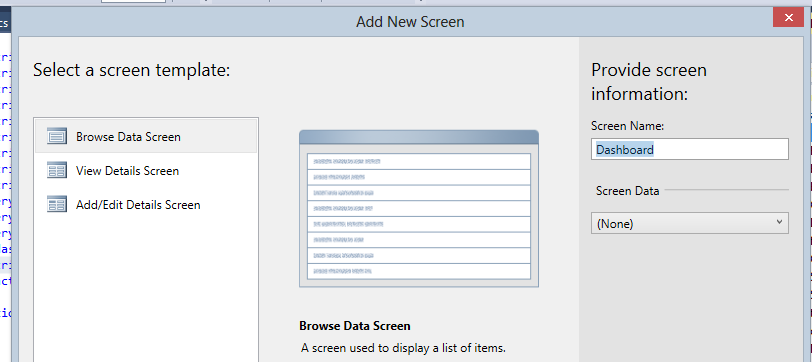 Add New Screen
Select a screen template:
Browse Data Screen
View Details Screen
Add/Edit Details Screen
Browse Data Screen
A screen used to display a list of items.
Provide screen
information:
Screen Name:
Dashboard
Screen Data
(None)